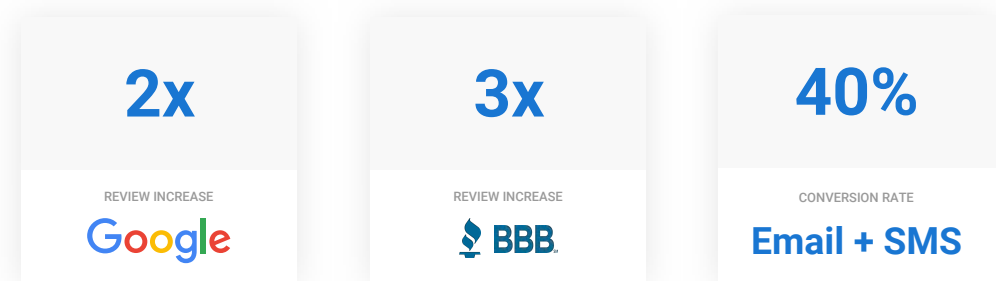 2x
REVIEW INCREASE
Google
3x
REVIEW INCREASE
BBB
40%
CONVERSION RATE
Email + SMS